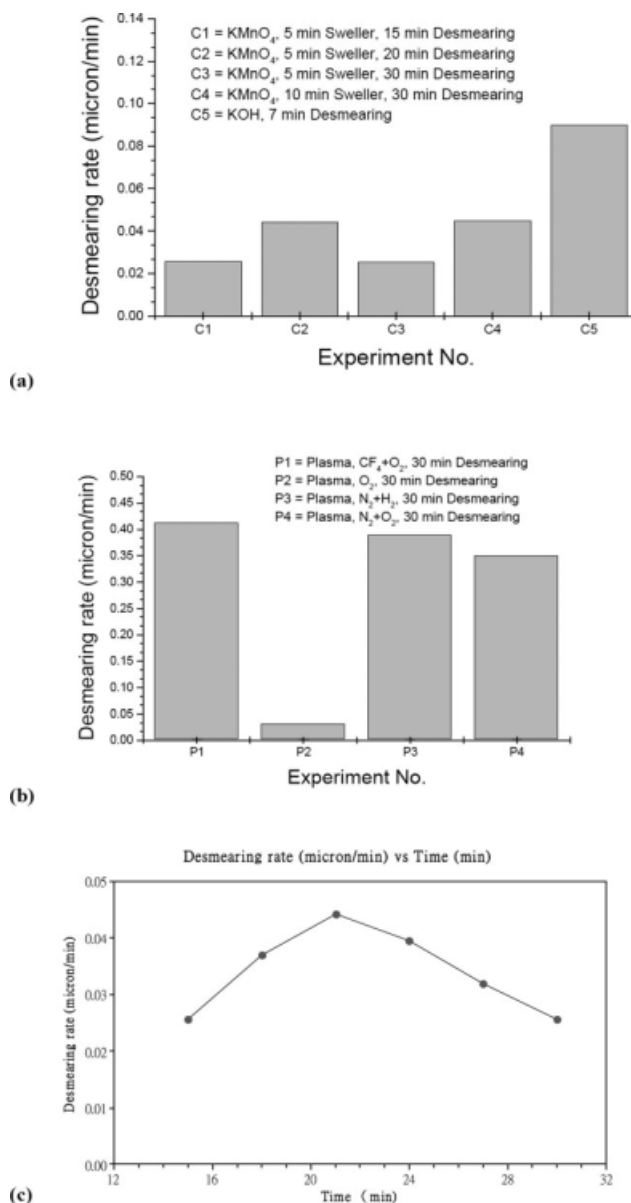 0.14
0.12
0.10
0.08
0.06
0.04
0.02
0.00
Desmearing rate (micron/min)
C1 = KMnO₄, 5 min Sweller, 15 min Desmearing
C2 = KMnO₄, 5 min Sweller, 20 min Desmearing
C3 = KMnO₄, 5 min Sweller, 30 min Desmearing
C4 = KMnO₄, 10 min Sweller, 30 min Desmearing
C5 = KOH, 7 min Desmearing
C1 C2 C3 C4 C5
Experiment No.
(a)
0.50
0.45
0.40
0.35
0.30
0.25
0.20
0.15
0.10
0.05
0.00
Desmearing rate (micron/min)
P1 = Plasma, CF₄+O₂, 30 min Desmearing
P2 = Plasma, O₂, 30 min Desmearing
P3 = Plasma, N₂+H₂, 30 min Desmearing
P4 = Plasma, N₂+O₂, 30 min Desmearing
P1 P2 P3 P4
Experiment No.
(b)
Desmearing rate (micron/min) vs Time (min)
0.05
0.04
0.03
0.02
0.01
0.00
Desmearing rate (micron/min)
12 16 20 24 28 32
Time (min)
(c)